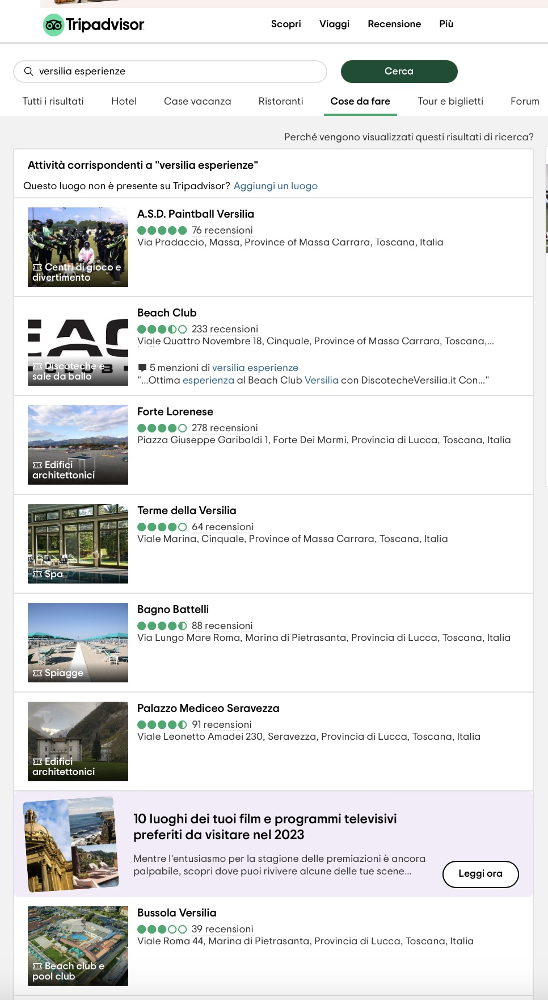 Tripadvisor
Scopri Viaggi Recensione Più
versilia esperienze
Cerca
Tutti i risultati Hotel Case vacanza Ristoranti Cose da fare Tour e biglietti Forum
Perché vengono visualizzati questi risultati di ricerca?
Attività corrispondenti a "versilia esperienze"
Questo luogo non è presente su Tripadvisor? Aggiungi un luogo
A.S.D. Paintball Versilia
76 recensioni
Via Pradaccio, Massa, Province of Massa Carrara, Toscana, Italia
Centri di gioco e
divertimento
Beach Club
233 recensioni
Viale Quattro Novembre 18, Cinquale, Province of Massa Carrara, Toscana,...
5 menzioni di versilia esperienze
"...Ottima esperienza al Beach Club Versilia con DiscotecheVersilia.it Con..."
Discoteche e
sale da ballo
Forte Lorenese
278 recensioni
Piazza Giuseppe Garibaldi 1, Forte Dei Marmi, Provincia di Lucca, Toscana, Italia
Edifici
architettonici
Terme della Versilia
64 recensioni
Viale Marina, Cinquale, Province of Massa Carrara, Toscana, Italia
Spa
Bagno Battelli
88 recensioni
Via Lungo Mare Roma, Marina di Pietrasanta, Provincia di Lucca, Toscana, Italia
Spiagge
Palazzo Mediceo Seravezza
91 recensioni
Viale Leonetto Amadei 230, Seravezza, Provincia di Lucca, Toscana, Italia
Edifici
architettonici
10 luoghi dei tuoi film e programmi televisivi
preferiti da visitare nel 2023
Mentre l'entusiasmo per la stagione delle premiazioni è ancora
palpabile, scopri dove puoi rivivere alcune delle tue scene...
Leggi ora
Bussola Versilia
39 recensioni
Viale Roma 44, Marina di Pietrasanta, Provincia di Lucca, Toscana, Italia
Beach club e
pool club